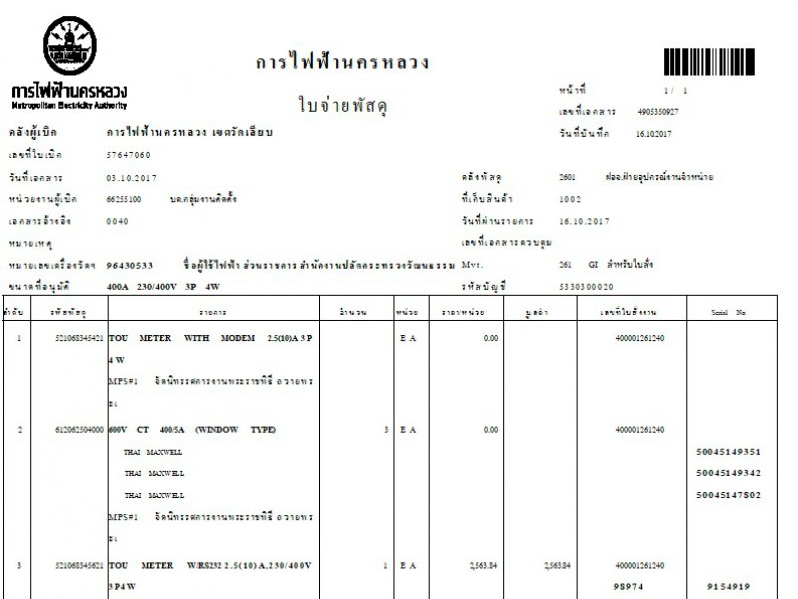 การไฟฟ้านครหลวง
Metropolitan Electricity Authority
การไฟฟ้านครหลวง
ใบจ่ายพัสดุ
หน้าที่ 1 / 1
เลขที่เอกสาร 4905350927
วันที่บันทึก 16.10.2017
คลังผู้เบิก การไฟฟ้านครหลวง เขตวัดเลียบ
เลขที่ใบเบิก 57647060
วันที่เอกสาร 03.10.2017
คลังพัสดุ 2601 ฝอจ.ฝ่ายอุปกรณ์งานจำหน่าย
หน่วยงานผู้เบิก 66255100 บค.กลุ่มงานติดตั้ง
ที่เก็บสินค้า 1002
เอกสารอ้างอิง 0040
วันที่ผ่านรายการ 16.10.2017
หมายเหตุ
เลขที่เอกสารควบคุม
หมายเลขเครื่องวัดฯ 96430533 ชื่อผู้ใช้ไฟฟ้า ส่วนราชการ สำนักงานปลัดกระทรวงวัฒนธรรม
Mvt. 261 GI สำหรับใบสั่ง
ขนาดที่อนุมัติ 400A 230/400V 3P 4W
รหัสบัญชี 5330300020
ลำดับ รหัสพัสดุ รายการ จำนวน หน่วย ราคา/หน่วย มูลค่า เลขที่ใบสั่งงาน Serial No
1 521068345421 TOU METER WITH MODEM 2.5(10)A 3P EA 0.00 400001261240
4W
MPS#1 จัดนิทรรศการงานพระราชพิธี ถวายพร
ะเ
2 612062504000 600V CT 400/5A (WINDOW TYPE) 3 EA 0.00 400001261240
THAI MAXWELL 50045149351
THAI MAXWELL 50045149342
THAI MAXWELL 50045147802
MPS#1 จัดนิทรรศการงานพระราชพิธี ถวายพร
ะเ
3 521068345621 TOU METER W/RS232 2.5(10)A,230/400V 1 EA 2,563.84 2,563.84 400001261240
3P4W 98974 9154919